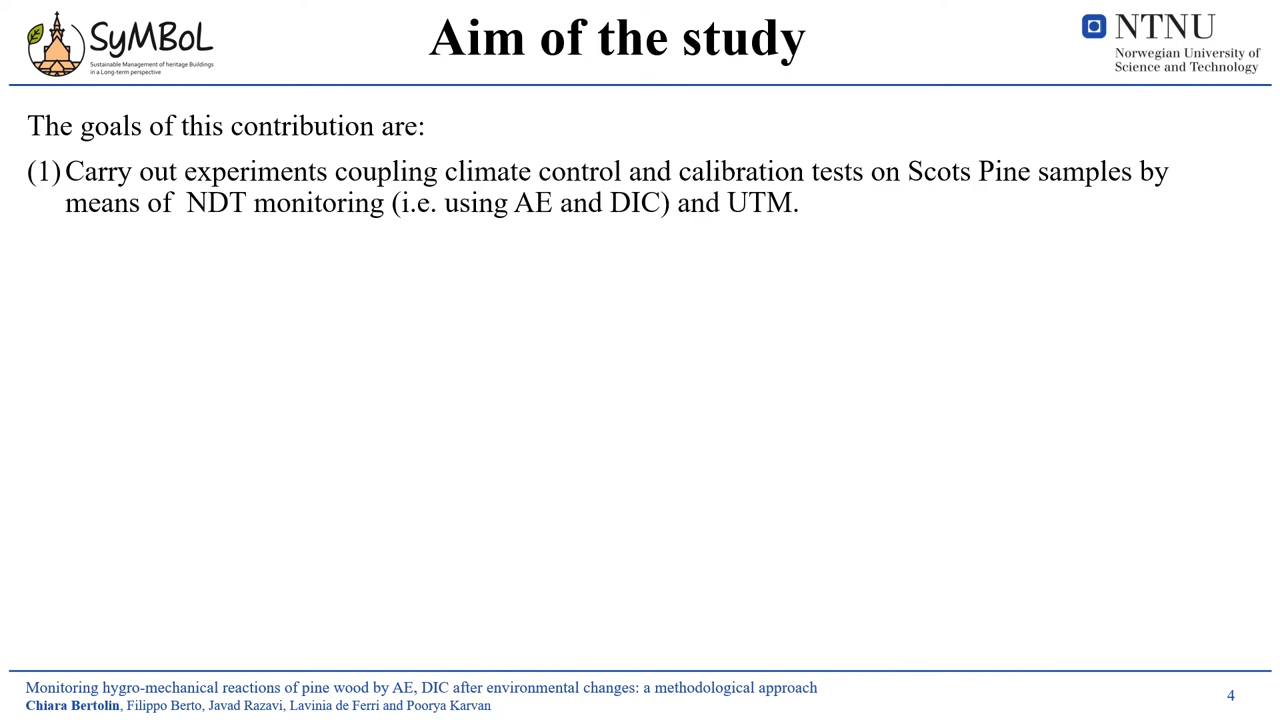 SyMBoL
Sustainable Management of heritage Buildings
in a Long-term perspective
Aim of the study
NTNU
Norwegian University of
Science and Technology
The goals of this contribution are:
(1) Carry out experiments coupling climate control and calibration tests on Scots Pine samples by
means of NDT monitoring (i.e. using AE and DIC) and UTM.
Monitoring hygro-mechanical reactions of pine wood by AE, DIC after environmental changes: a methodological approach
Chiara Bertolin, Filippo Berto, Javad Razavi, Lavinia de Ferri and Poorya Karvan
4